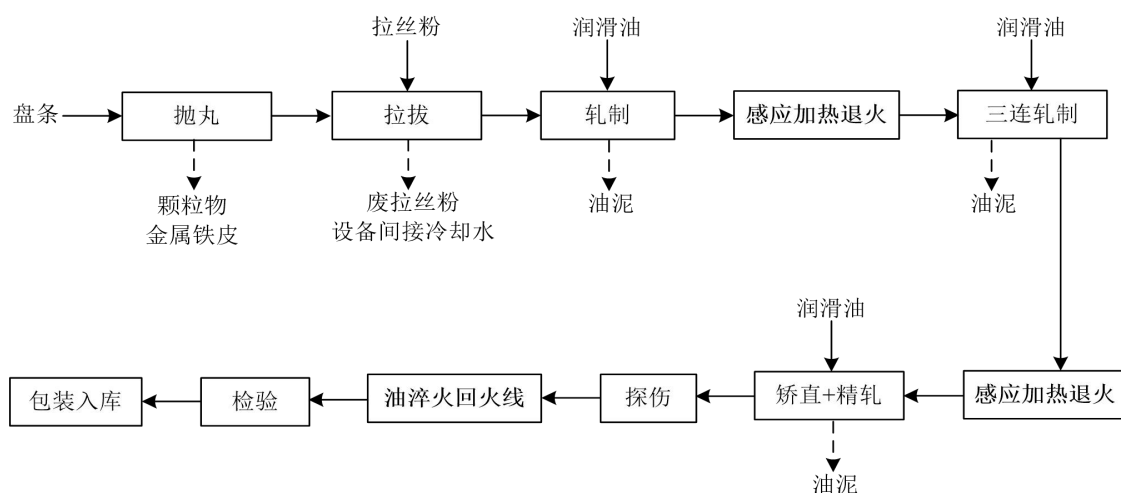 拉丝粉
润滑油
润滑油
盘条
抛丸
拉拔
轧制
感应加热退火
三连轧制
颗粒物
金属铁皮
废拉丝粉
设备间接冷却水
油泥
油泥
润滑油
包装入库
检验
油淬火回火线
探伤
矫直+精轧
感应加热退火
油泥